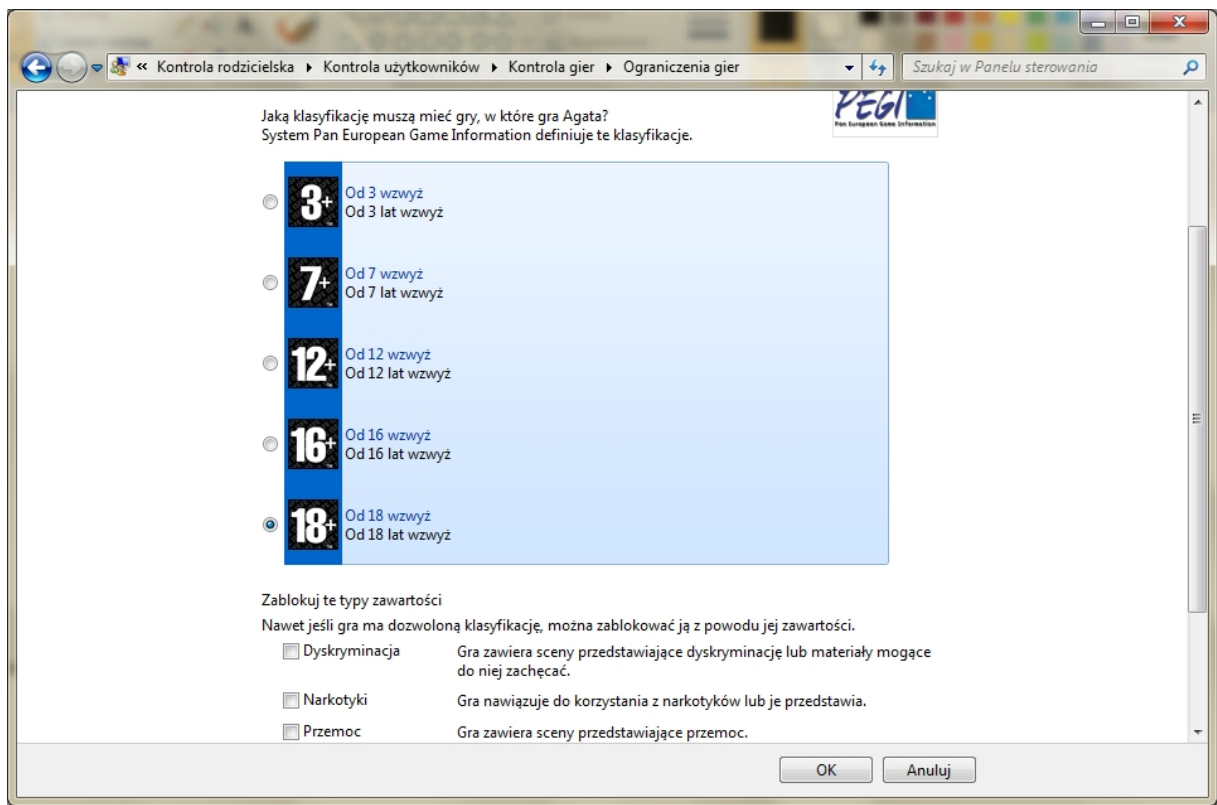 « Kontrola rodzicielska ▸ Kontrola użytkowników ▸ Kontrola gier ▸ Ograniczenia gier
Szukaj w Panelu sterowania
Jaką klasyfikację muszą mieć gry, w które gra Agata?
System Pan European Game Information definiuje te klasyfikacje.
PEGI
Pan European Game Information
3+
Od 3 wzwyż
Od 3 lat wzwyż
7+
Od 7 wzwyż
Od 7 lat wzwyż
12+
Od 12 wzwyż
Od 12 lat wzwyż
16+
Od 16 wzwyż
Od 16 lat wzwyż
18+
Od 18 wzwyż
Od 18 lat wzwyż
Zablokuj te typy zawartości
Nawet jeśli gra ma dozwoloną klasyfikację, można zablokować ją z powodu jej zawartości.
Dyskryminacja
Gra zawiera sceny przedstawiające dyskryminację lub materiały mogące
do niej zachęcać.
Narkotyki
Gra nawiązuje do korzystania z narkotyków lub je przedstawia.
Przemoc
Gra zawiera sceny przedstawiające przemoc.
OK
Anuluj